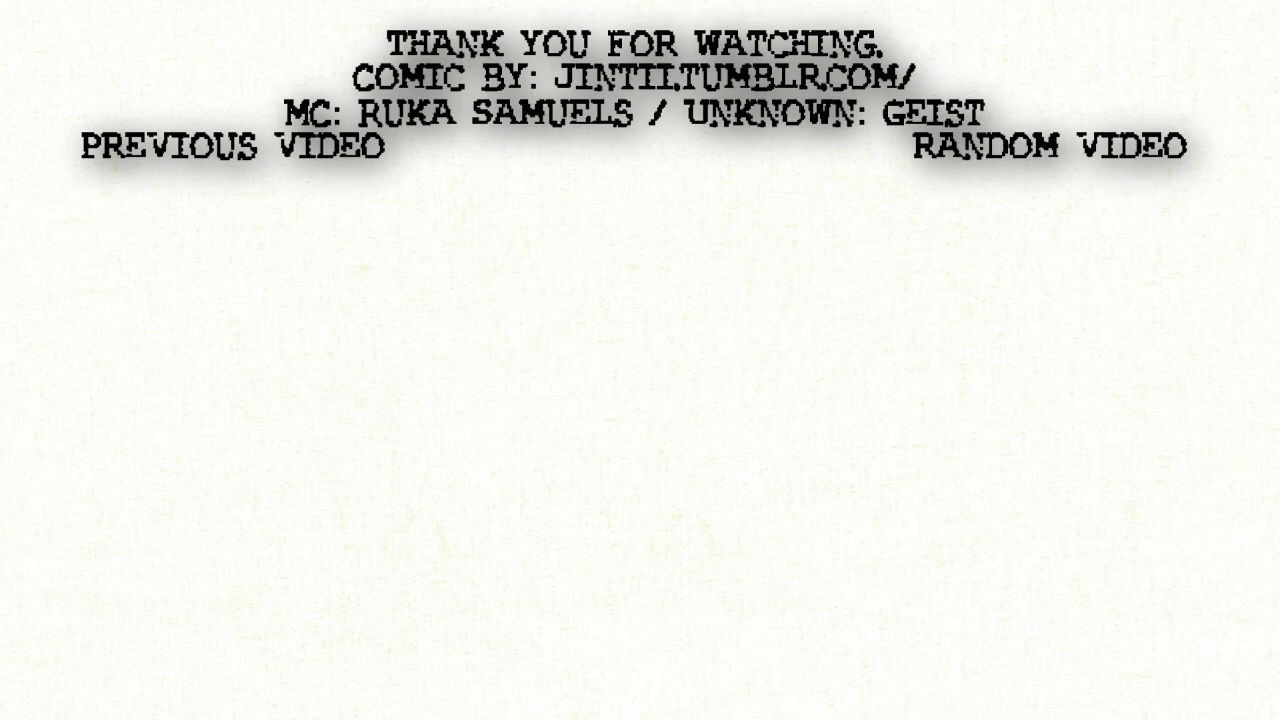 THANK YOU FOR WATCHING.
COMIC BY: JINTII.TUMBLR.COM/
MC: RUKA SAMUELS / UNKNOWN: GEIST
PREVIOUS VIDEO RANDOM VIDEO